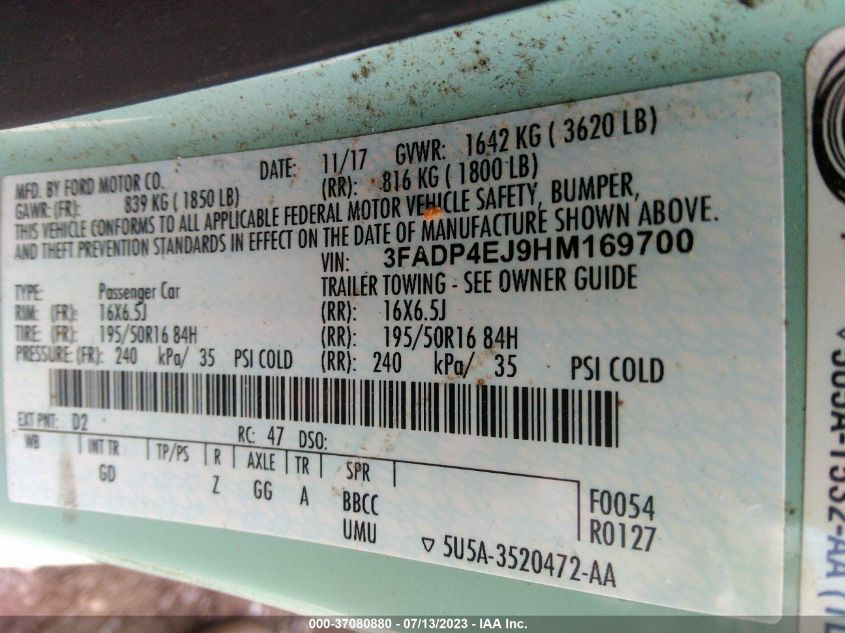 MFD. BY FORD MOTOR CO. DATE: 11/17 GVWR: 1642 KG ( 3620 LB)
GAWR: (FR): 839 KG ( 1850 LB) (RR): 816 KG ( 1800 LB)
THIS VEHICLE CONFORMS TO ALL APPLICABLE FEDERAL MOTOR VEHICLE SAFETY, BUMPER,
AND THEFT PREVENTION STANDARDS IN EFFECT ON THE DATE OF MANUFACTURE SHOWN ABOVE.
VIN: 3FADP4EJ9HM169700
TYPE: Passenger Car TRAILER TOWING - SEE OWNER GUIDE
RIM: (FR): 16X6.5J (RR): 16X6.5J
TIRE: (FR): 195/50R16 84H (RR): 195/50R16 84H
PRESSURE: (FR): 240 kPa/ 35 PSI COLD (RR): 240 kPa/ 35 PSI COLD
EXT PNT: D2 RC: 47 DSO:
WB INT TR TP/PS R AXLE TR SPR
GD Z GG A BBCC
UMU
F0054
R0127
▽ 5U5A-3520472-AA
000-37080880 - 07/13/2023 - IAA Inc.